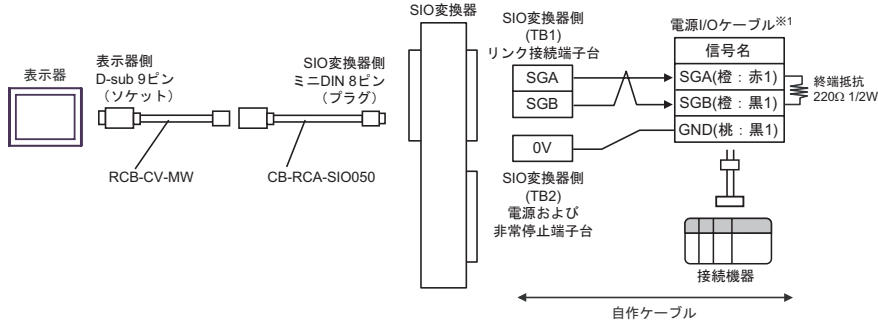 SIO変換器
表示器
表示器側
D-sub 9ピン
（ソケット）
SIO変換器側
ミニDIN 8ピン
（プラグ）
RCB-CV-MW
CB-RCA-SIO050
SIO変換器側
(TB1)
リンク接続端子台
SGA
SGB
0V
SIO変換器側
(TB2)
電源および
非常停止端子台
電源I/Oケーブル※1
信号名
SGA(橙：赤1)
SGB(橙：黒1)
GND(桃：黒1)
終端抵抗
220Ω 1/2W
接続機器
自作ケーブル